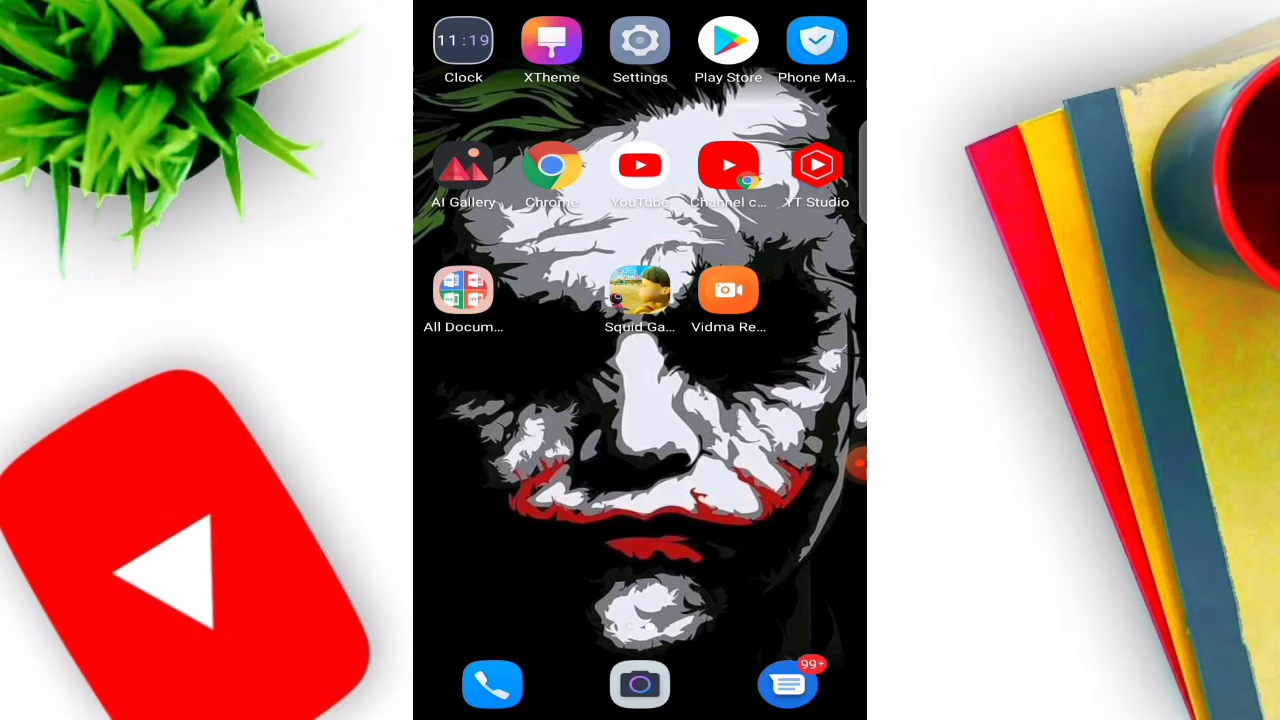 11:19
Clock XTheme Settings Play Store Phone Ma...
AI Gallery Chrome YouTube Channel c... YT Studio
All Docum... Squid Ga... Vidma Re...
99+